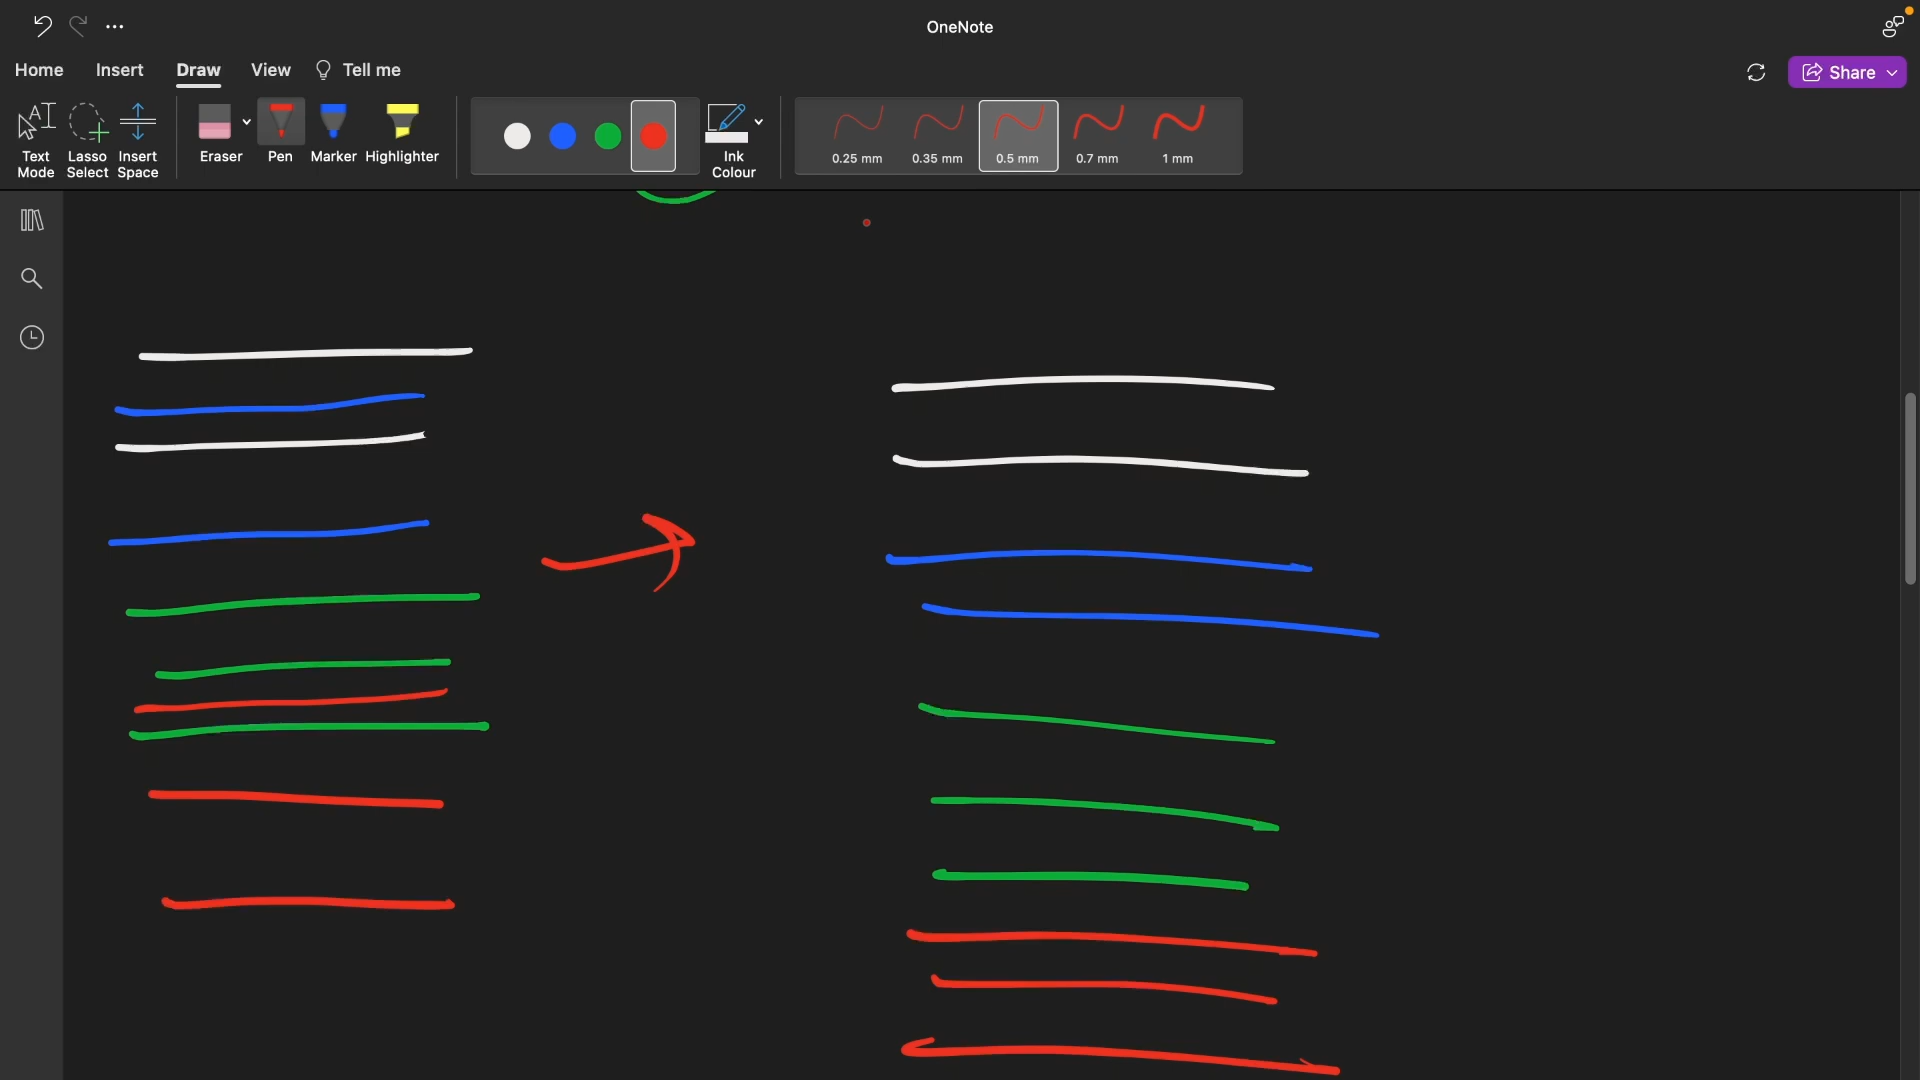 OneNote
Home Insert Draw View Tell me
Share
Text Mode
Lasso Select
Insert Space
Eraser
Pen
Marker
Highlighter
Ink Colour
0.25 mm
0.35 mm
0.5 mm
0.7 mm
1 mm